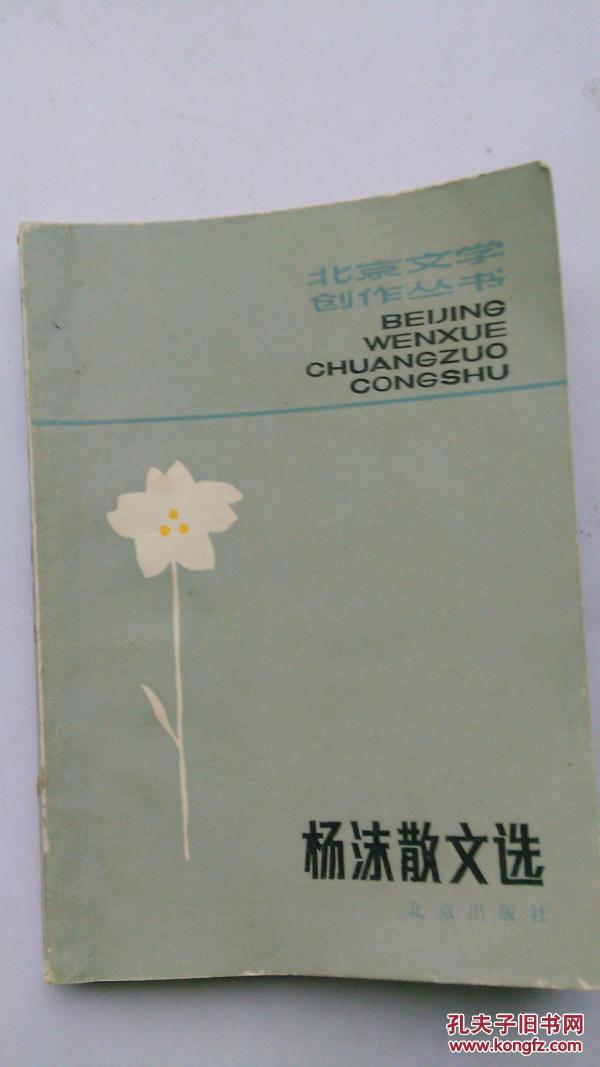 北京文学
创作丛书
BEIJING
WENXUE
CHUANGZUO
CONGSHU
杨沫散文选
北京出版社
孔夫子旧书网
www.kongfz.com